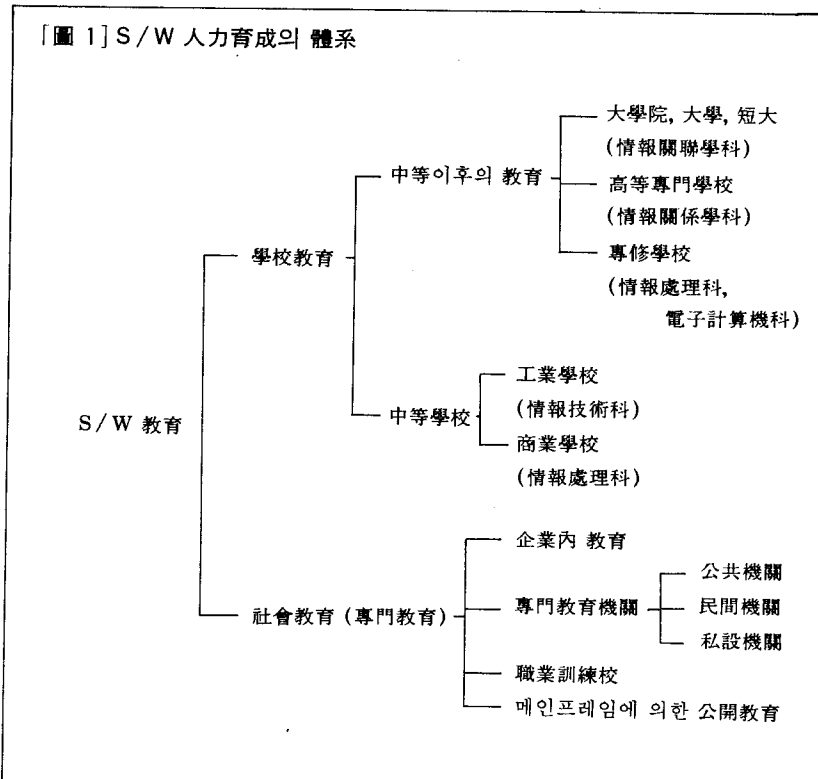 [圖 1] S/W 人力育成의 體系
大學院, 大學, 短大
(情報關聯學科)
中等이후의 教育
高等專門學校
(情報關係學科)
學校教育
專修學校
(情報處理科,
電子計算機科)
工業學校
中等學校
(情報技術科)
S/W 教育
商業學校
(情報處理科)
企業內 教育
公共機關
社會教育 (專門教育)
專門教育機關
民間機關
私設機關
職業訓練校
메인프레임에 의한 公開教育